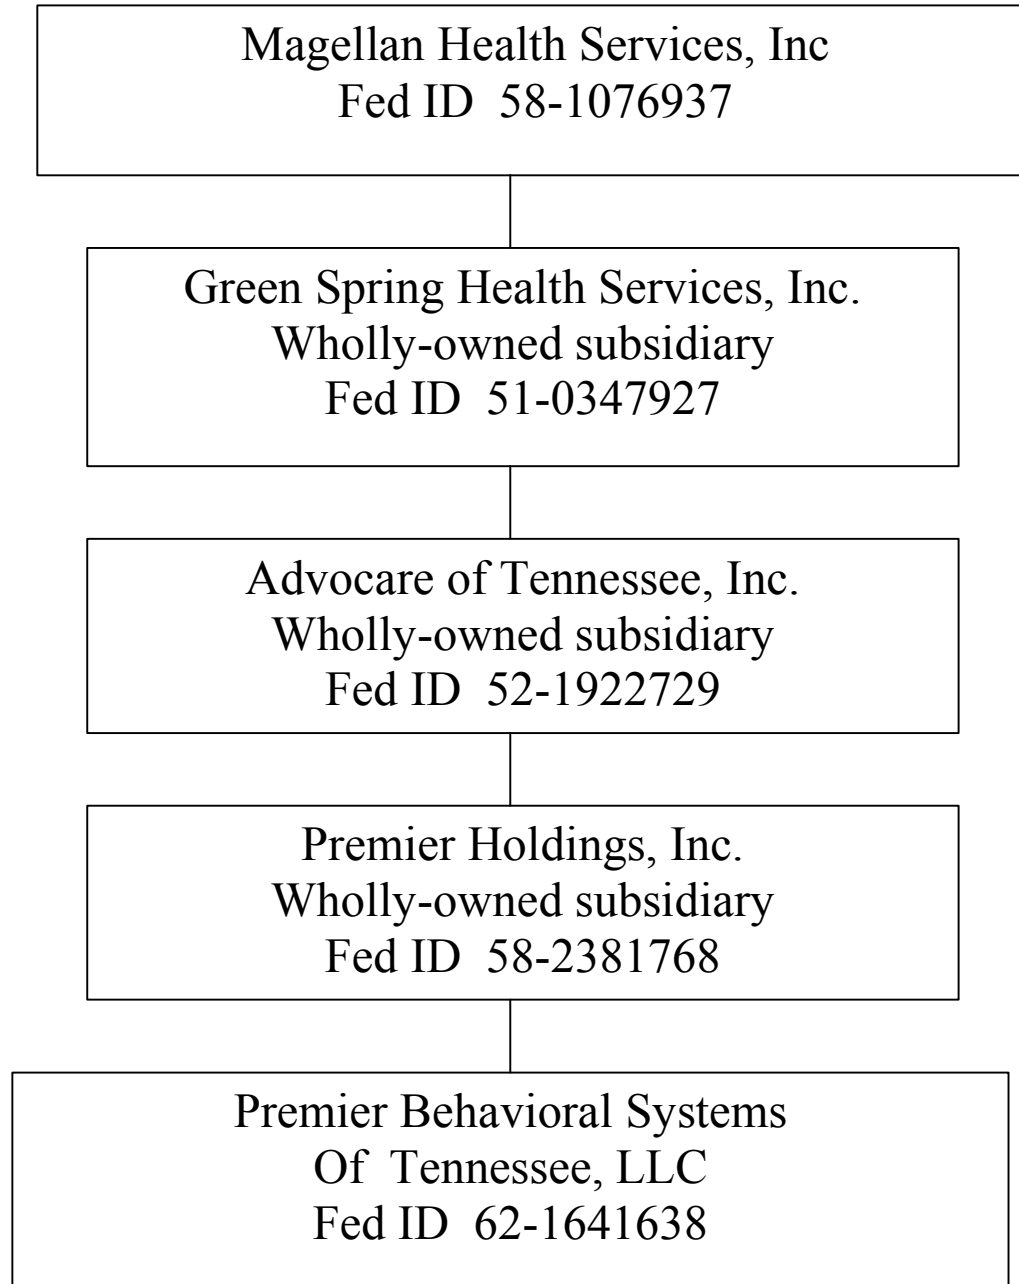 Magellan Health Services, Inc
Fed ID 58-1076937
Green Spring Health Services, Inc.
Wholly-owned subsidiary
Fed ID 51-0347927
Advocare of Tennessee, Inc.
Wholly-owned subsidiary
Fed ID 52-1922729
Premier Holdings, Inc.
Wholly-owned subsidiary
Fed ID 58-2381768
Premier Behavioral Systems
Of Tennessee, LLC
Fed ID 62-1641638